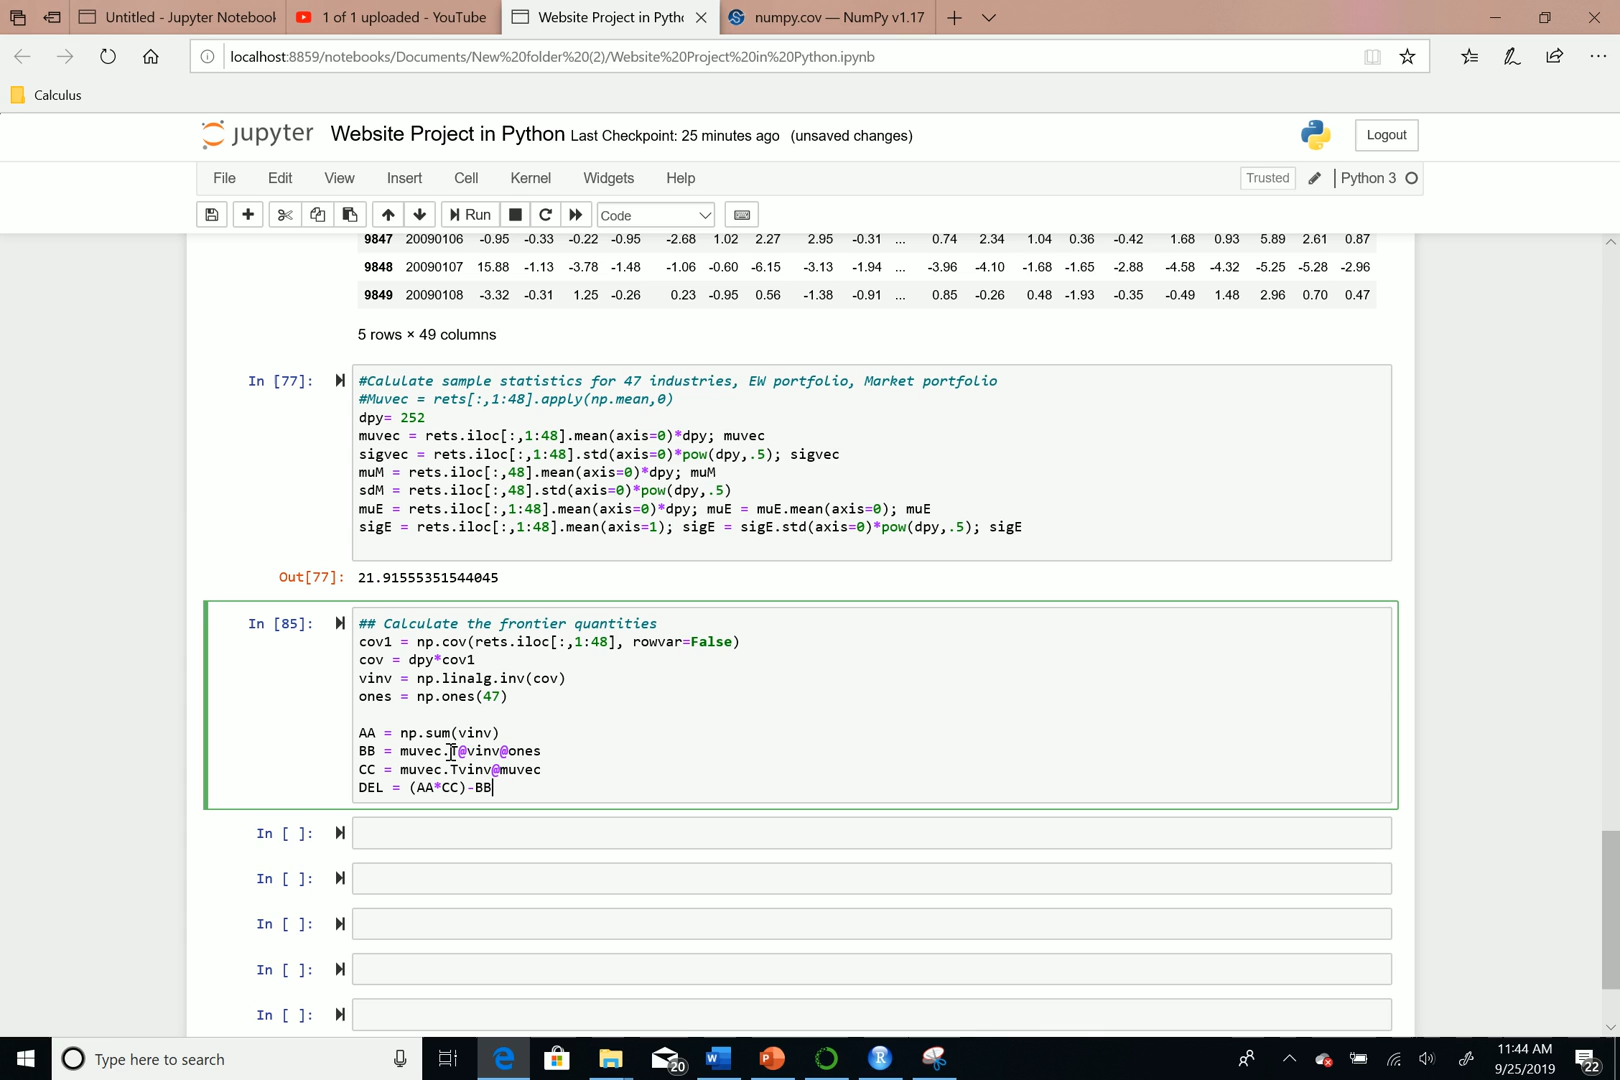 Untitled - Jupyter Notebook
1 of 1 uploaded - YouTube
Website Project in Pytho
numpy.cov — NumPy v1.17
localhost:8859/notebooks/Documents/New%20folder%20(2)/Website%20Project%20in%20Python.ipynb
Calculus
jupyter Website Project in Python Last Checkpoint: 25 minutes ago (unsaved changes)
Logout
File Edit View Insert Cell Kernel Widgets Help
Trusted Python 3
Run Code
9847 20090106 -0.95 -0.33 -0.22 -0.95 -2.68 1.02 2.27 2.95 -0.31 ... 0.74 2.34 1.04 0.36 -0.42 1.68 0.93 5.89 2.61 0.87
9848 20090107 15.88 -1.13 -3.78 -1.48 -1.06 -0.60 -6.15 -3.13 -1.94 ... -3.96 -4.10 -1.68 -1.65 -2.88 -4.58 -4.32 -5.25 -5.28 -2.96
9849 20090108 -3.32 -0.31 1.25 -0.26 0.23 -0.95 0.56 -1.38 -0.91 ... 0.85 -0.26 0.48 -1.93 -0.35 -0.49 1.48 2.96 0.70 0.47
5 rows × 49 columns
In [77]:
#Calulate sample statistics for 47 industries, EW portfolio, Market portfolio
#Muvec = rets[:,1:48].apply(np.mean,0)
dpy= 252
muvec = rets.iloc[:,1:48].mean(axis=0)*dpy; muvec
sigvec = rets.iloc[:,1:48].std(axis=0)*pow(dpy,.5); sigvec
muM = rets.iloc[:,48].mean(axis=0)*dpy; muM
sdM = rets.iloc[:,48].std(axis=0)*pow(dpy,.5)
muE = rets.iloc[:,1:48].mean(axis=0)*dpy; muE = muE.mean(axis=0); muE
sigE = rets.iloc[:,1:48].mean(axis=1); sigE = sigE.std(axis=0)*pow(dpy,.5); sigE
Out[77]: 21.91555351544045
In [85]:
## Calculate the frontier quantities
cov1 = np.cov(rets.iloc[:,1:48], rowvar=False)
cov = dpy*cov1
vinv = np.linalg.inv(cov)
ones = np.ones(47)
AA = np.sum(vinv)
BB = muvec.T@vinv@ones
CC = muvec.Tvinv@muvec
DEL = (AA*CC)-BB
In [ ]:
In [ ]:
In [ ]:
In [ ]:
In [ ]:
Type here to search
20
11:44 AM
9/25/2019
22